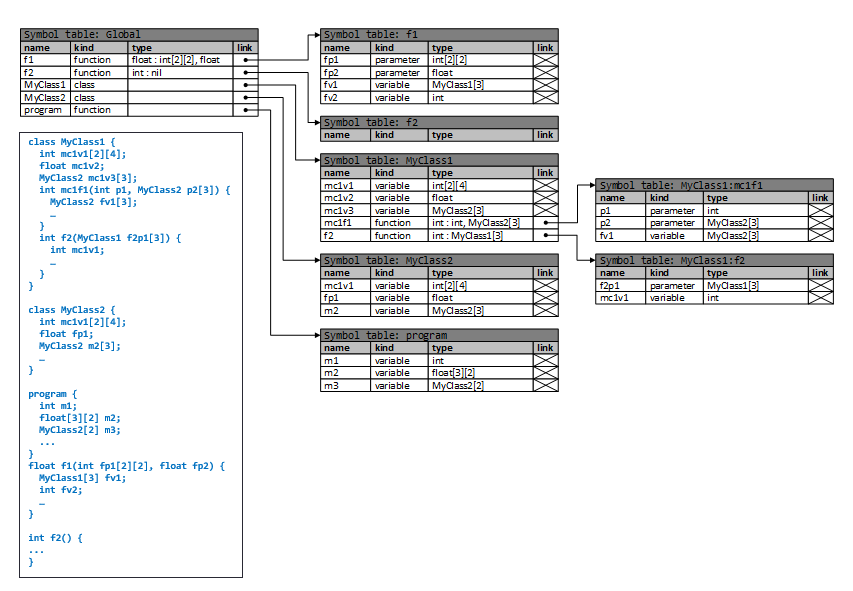 Symbol table: Global
name kind type link
f1 function float : int[2][2], float
f2 function int : nil
MyClass1 class
MyClass2 class
program function
class MyClass1 {
int mc1v1[2][4];
float mc1v2;
MyClass2 mc1v3[3];
int mc1f1(int p1, MyClass2 p2[3]) {
MyClass2 fv1[3];
…
}
int f2(MyClass1 f2p1[3]) {
int mc1v1;
…
}
}
class MyClass2 {
int mc1v1[2][4];
float fp1;
MyClass2 m2[3];
…
}
program {
int m1;
float[3][2] m2;
MyClass2[2] m3;
...
}
float f1(int fp1[2][2], float fp2) {
MyClass1[3] fv1;
int fv2;
…
}
int f2() {
...
}
Symbol table: f1
name kind type link
fp1 parameter int[2][2]
fp2 parameter float
fv1 variable MyClass1[3]
fv2 variable int
Symbol table: f2
name kind type link
Symbol table: MyClass1
name kind type link
mc1v1 variable int[2][4]
mc1v2 variable float
mc1v3 variable MyClass2[3]
mc1f1 function int : int, MyClass2[3]
f2 function int : MyClass1[3]
Symbol table: MyClass2
name kind type link
mc1v1 variable int[2][4]
fp1 variable float
m2 variable MyClass2[3]
Symbol table: program
name kind type link
m1 variable int
m2 variable float[3][2]
m3 variable MyClass2[2]
Symbol table: MyClass1:mc1f1
name kind type link
p1 parameter int
p2 parameter MyClass2[3]
fv1 variable MyClass2[3]
Symbol table: MyClass1:f2
name kind type link
f2p1 parameter MyClass1[3]
mc1v1 variable int